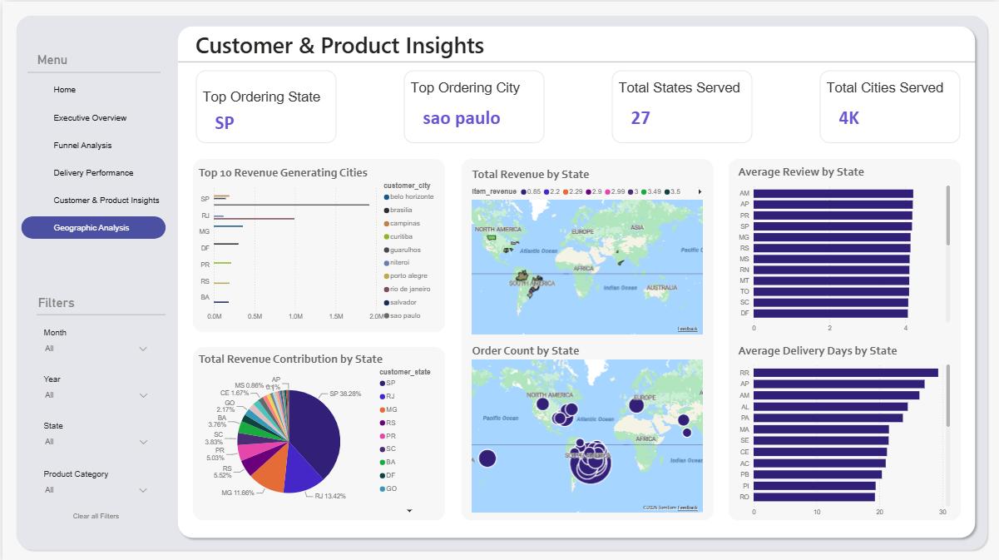 Customer & Product Insights
Menu
Home
Executive Overview
Funnel Analysis
Delivery Performance
Customer & Product Insights
Geographic Analysis
Filters
Month
All
Year
All
State
All
Product Category
All
Clear all Filters
Top Ordering State
SP
Top Ordering City
sao paulo
Total States Served
27
Total Cities Served
4K
Top 10 Revenue Generating Cities
SP
RJ
MG
DF
PR
RS
BA
0.0M 0.5M 1.0M 1.5M 2.0M
customer_city
belo horizonte
brasilia
campinas
curitiba
guarulhos
niteroi
porto alegre
rio de janeiro
salvador
sao paulo
Total Revenue by State
item_revenue 0.85 2.2 2.29 2.9 2.99 3 3.49 3.5
NORTH AMERICA
EUROPE
ASIA
Atlantic Ocean
Pacific O
AFRICA
SOUTH AMERICA
Indian Ocean
AUSTRALIA
Feedback
Average Review by State
AM
AP
PR
SP
MG
RS
MS
RN
MT
TO
SC
DF
0 2 4
Total Revenue Contribution by State
SP 38.28%
RJ 13.42%
MG 11.66%
RS
5.52%
PR
5.03%
SC
3.83%
BA
3.76%
GO
2.17%
CE 1.67%
MS 0.86%
AP
0.1%
customer_state
SP
RJ
MG
RS
PR
SC
BA
DF
GO
Order Count by State
NORTH AMERICA
EUROPE
A
Pacific Ocean
Atlantic Ocean
AFRICA
SOUTH AMERICA
Indian Ocean
A
©2026 TomTom Feedback
Average Delivery Days by State
RR
AP
AM
AL
PA
MA
SE
CE
AC
PB
PI
RO
0 10 20 30